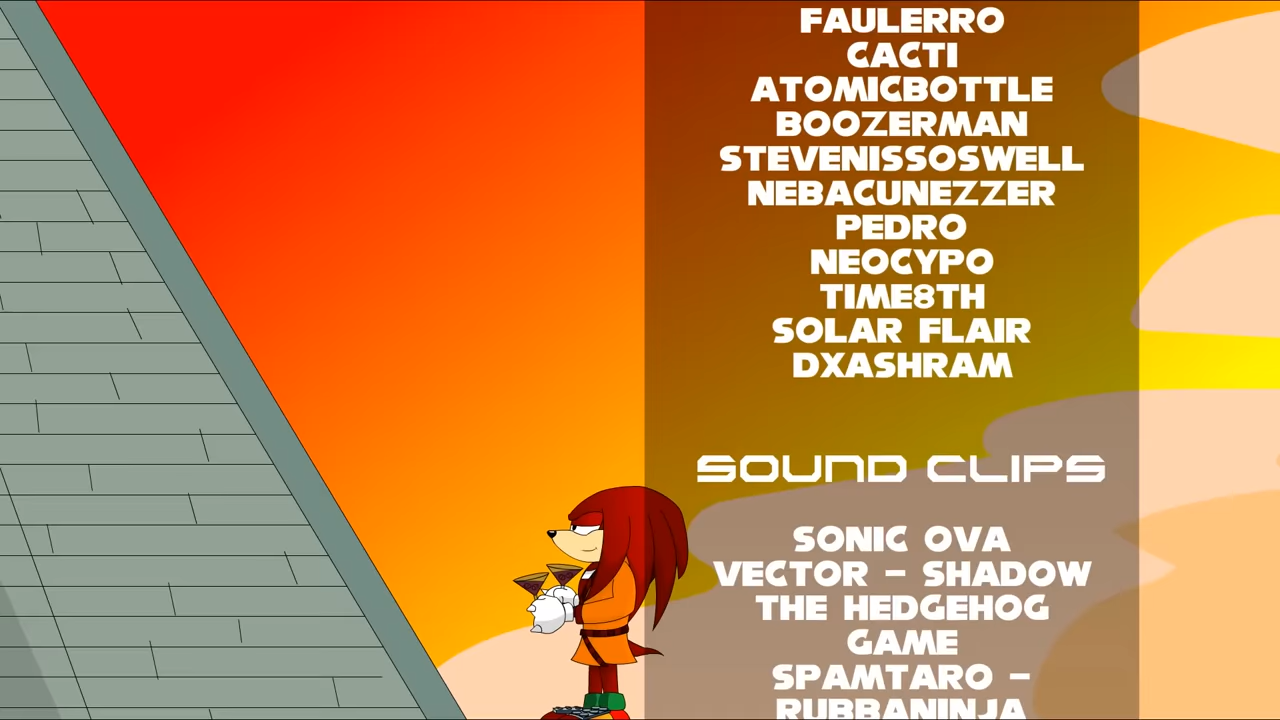 FAULERRO
CACTI
ATOMICBOTTLE
BOOZERMAN
STEVENISSOSWELL
NEBACUNEZZER
PEDRO
NEOCYPO
TIME8TH
SOLAR FLAIR
DXASHRAM
SOUND CLIPS
SONIC OVA
VECTOR - SHADOW
THE HEDGEHOG
GAME
SPAMTARO -
RUBBANINJA